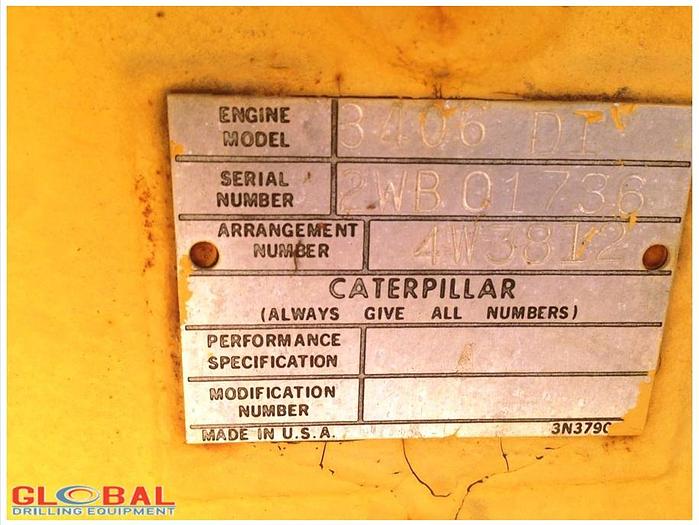 ENGINE MODEL 3406 DI
SERIAL NUMBER 2WB01736
ARRANGEMENT NUMBER 4W3812
CATERPILLAR
(ALWAYS GIVE ALL NUMBERS)
PERFORMANCE SPECIFICATION
MODIFICATION NUMBER
MADE IN U.S.A. 3N3790
GLOBAL
DRILLING EQUIPMENT